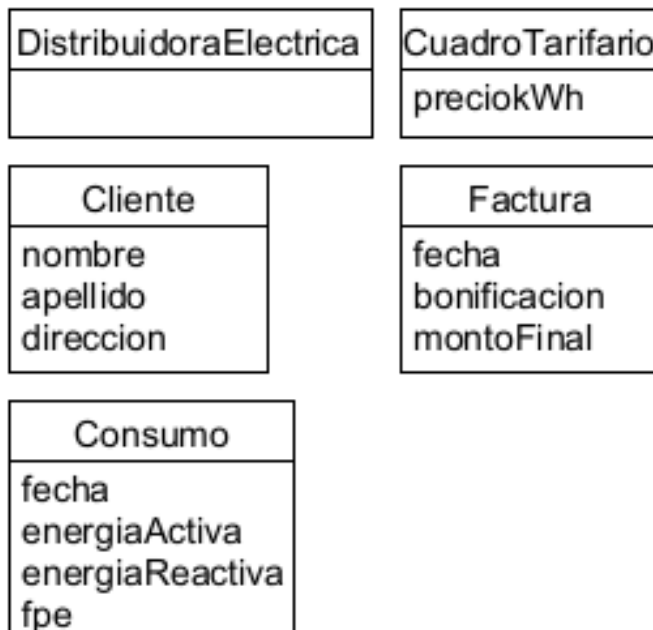 DistribuidoraElectrica
CuadroTarifario
preciokWh
Cliente
nombre
apellido
direccion
Factura
fecha
bonificacion
montoFinal
Consumo
fecha
energiaActiva
energiaReactiva
fpe